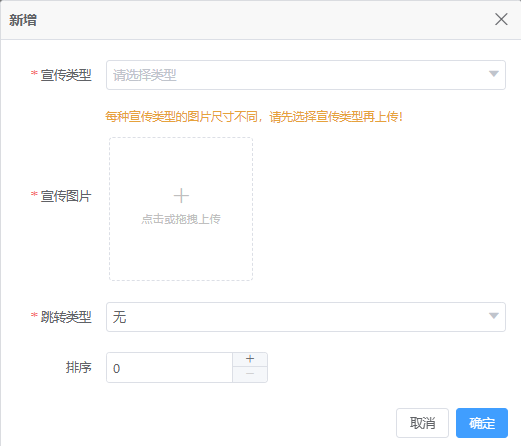 新增
* 宣传类型 请选择类型
每种宣传类型的图片尺寸不同，请先选择宣传类型再上传！
* 宣传图片
点击或拖拽上传
* 跳转类型 无
排序 0
取消 确定